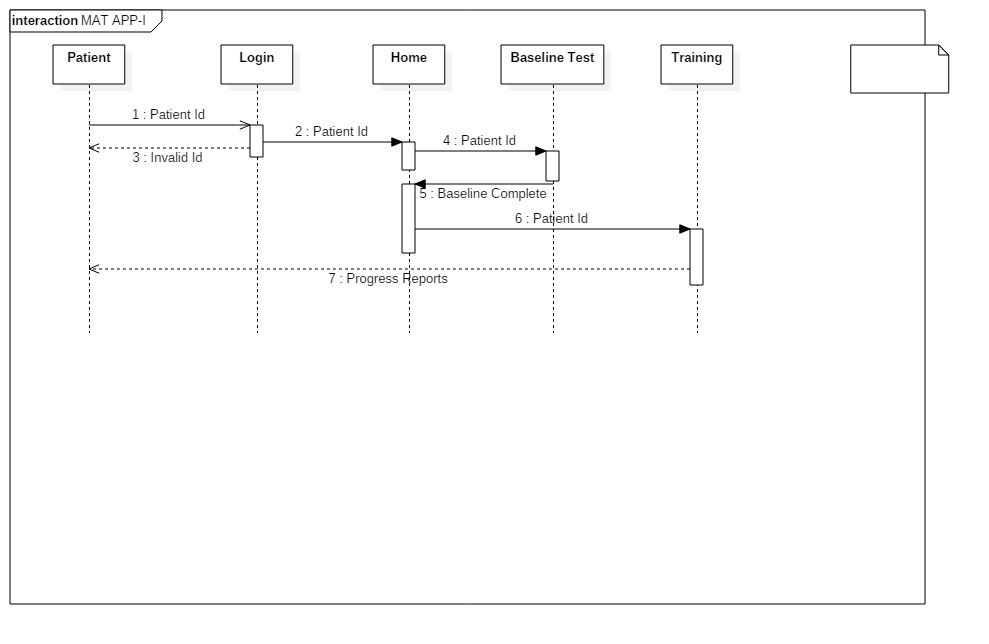 interaction MAT APP-I
Patient
Login
Home
Baseline Test
Training
1 : Patient Id
2 : Patient Id
4 : Patient Id
3 : Invalid Id
5 : Baseline Complete
6 : Patient Id
7 : Progress Reports